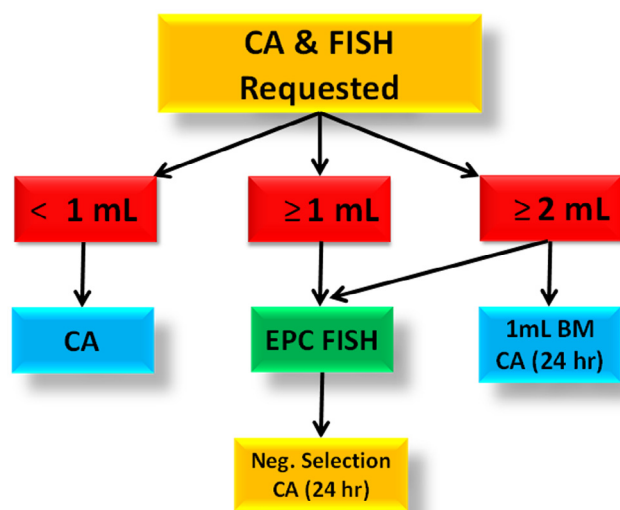 CA & FISH
Requested
< 1 mL
≥ 1 mL
≥ 2 mL
CA
EPC FISH
1mL BM
CA (24 hr)
Neg. Selection
CA (24 hr)